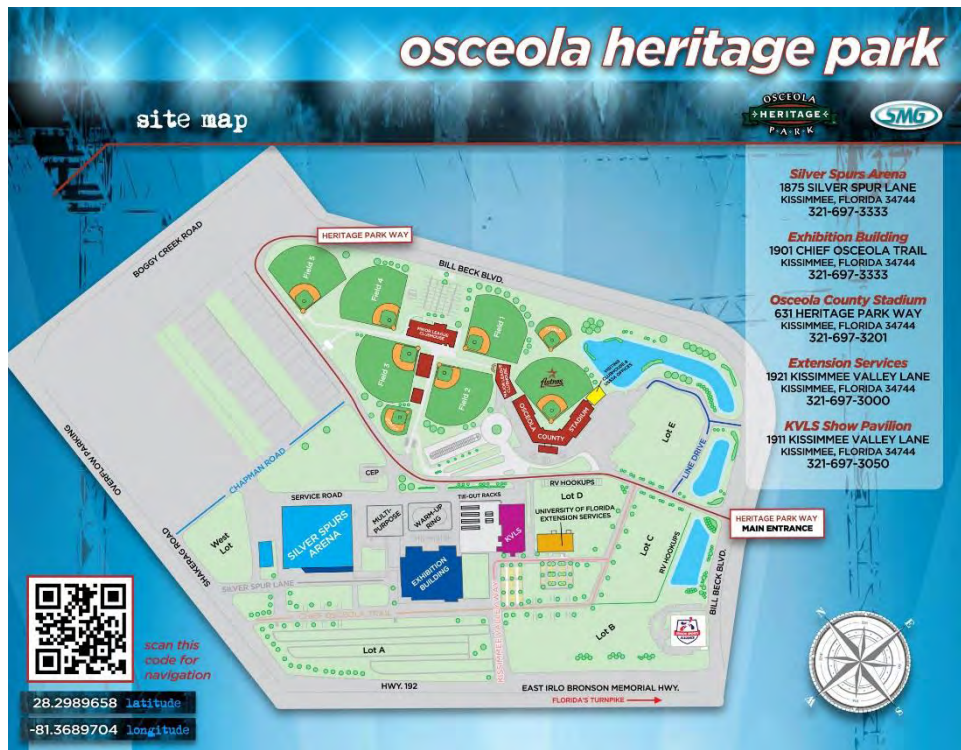 osceola heritage park
site map
OSCEOLA
HERITAGE
P·A·R·K
SMG
Silver Spurs Arena
1875 SILVER SPUR LANE
KISSIMMEE, FLORIDA 34744
321-697-3333
Exhibition Building
1901 CHIEF OSCEOLA TRAIL
KISSIMMEE, FLORIDA 34744
321-697-3333
Osceola County Stadium
631 HERITAGE PARK WAY
KISSIMMEE, FLORIDA 34744
321-697-3201
Extension Services
1921 KISSIMMEE VALLEY LANE
KISSIMMEE, FLORIDA 34744
321-697-3000
KVLS Show Pavilion
1911 KISSIMMEE VALLEY LANE
KISSIMMEE, FLORIDA 34744
321-697-3050
BOGGY CREEK ROAD
HERITAGE PARK WAY
BILL BECK BLVD.
Field 5
Field 4
Field 1
Field 3
Field 2
CLUBHOUSE
Astros
OSCEOLA
COUNTY
STADIUM
Lot E
LINE DRIVE
OVERFLOW PARKING
CHAPMAN ROAD
SHAKERAG ROAD
CEP
SERVICE ROAD
TIE-OUT RACKS
RV HOOKUPS
Lot D
UNIVERSITY OF FLORIDA
EXTENSION SERVICES
West
Lot
SILVER SPURS
ARENA
MULTI-
PURPOSE
WARM-UP
RING
KVLS
EXHIBITION
BUILDING
Lot C
RV HOOKUPS
HERITAGE PARK WAY
MAIN ENTRANCE
BILL BECK BLVD.
SILVER SPUR LANE
OSCEOLA TRAIL
KISSIMMEE VALLEY WAY
Lot A
Lot B
HWY. 192
EAST IRLO BRONSON MEMORIAL HWY.
FLORIDA'S TURNPIKE
scan this
code for
navigation
28.2989658 latitude
-81.3689704 longitude
N
E
S
W